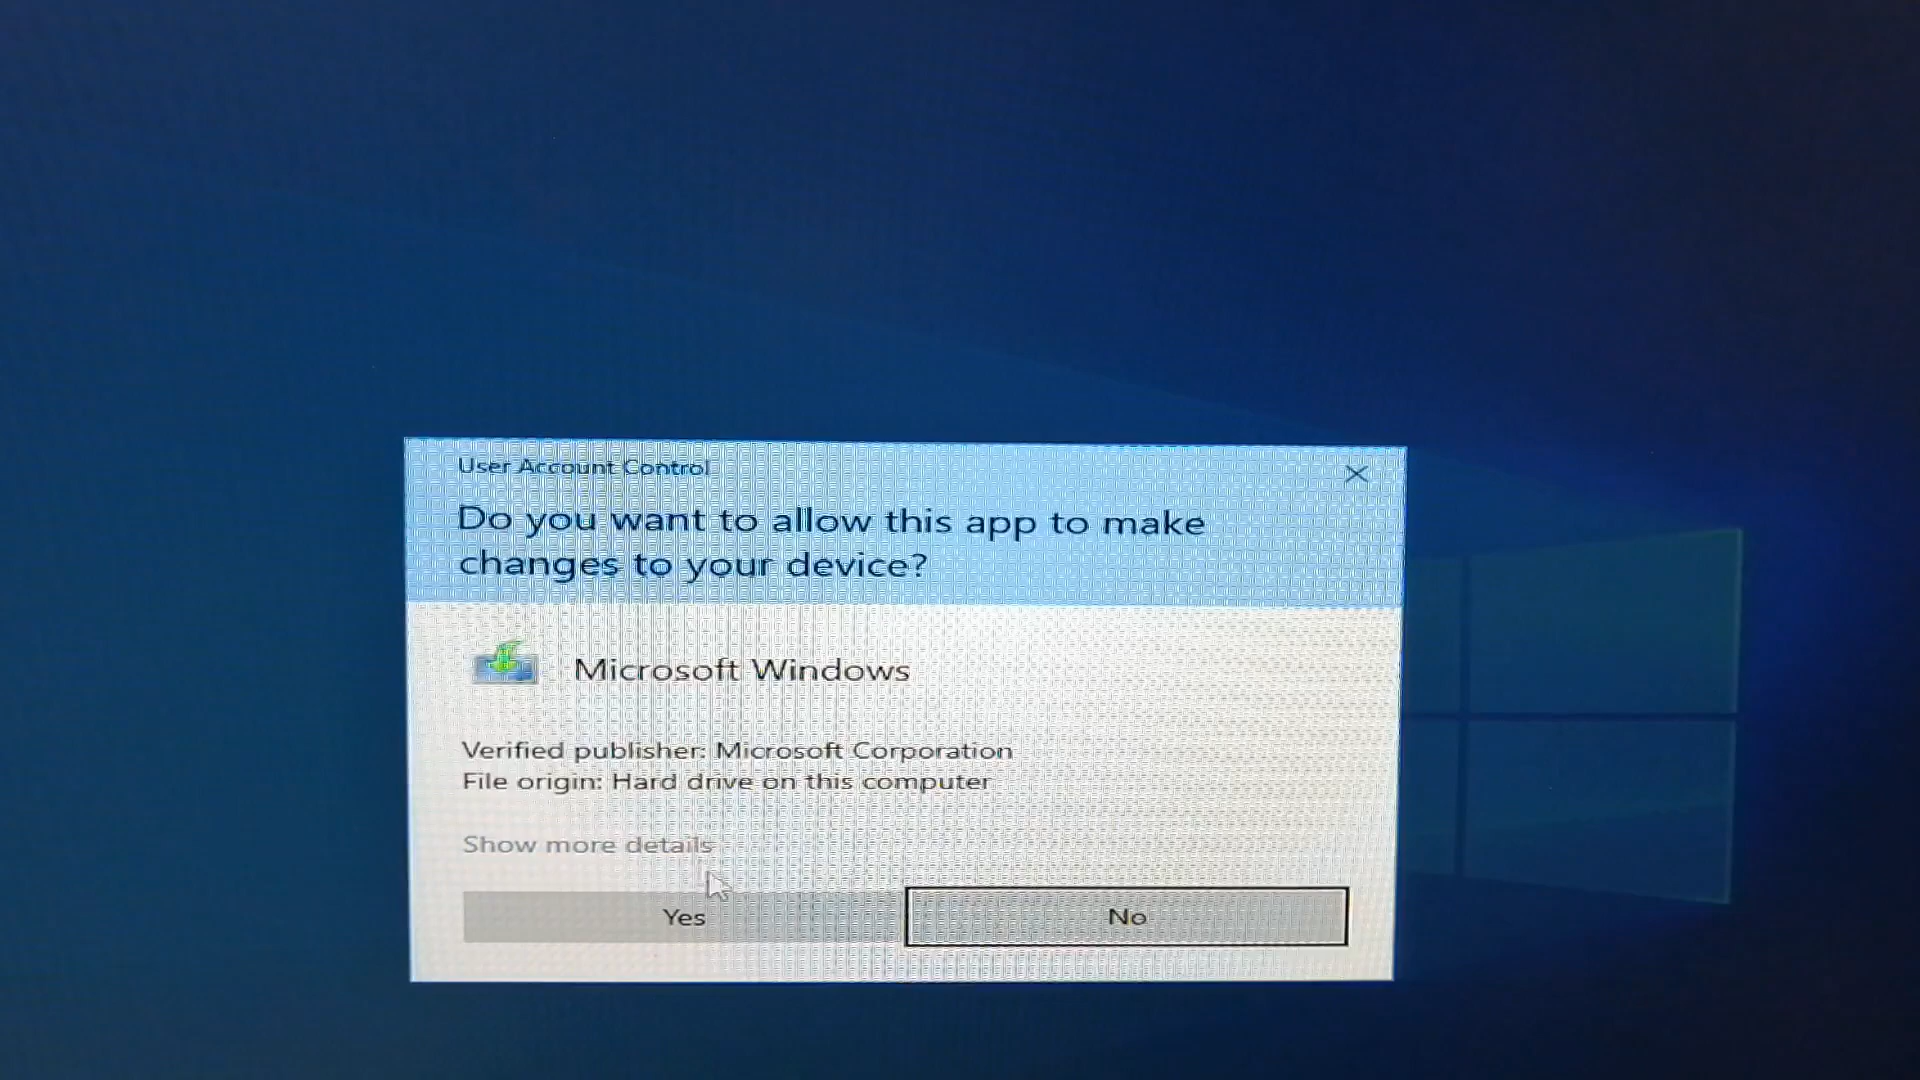 User Account Control
Do you want to allow this app to make
changes to your device?
Microsoft Windows
Verified publisher: Microsoft Corporation
File origin: Hard drive on this computer
Show more details
Yes
No